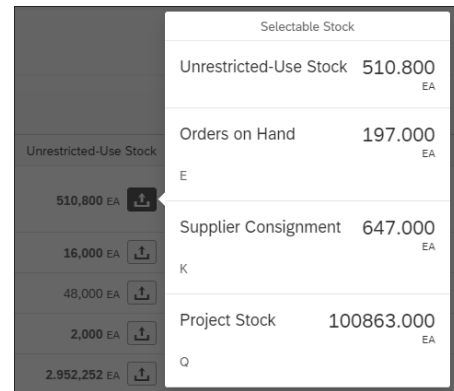 Selectable Stock
Unrestricted-Use Stock 510.800
EA
Orders on Hand 197.000
EA
E
Supplier Consignment 647.000
EA
K
Project Stock 100863.000
EA
Q
Unrestricted-Use Stock
510,800 EA
16,000 EA
48,000 EA
2,000 EA
2.952,252 EA